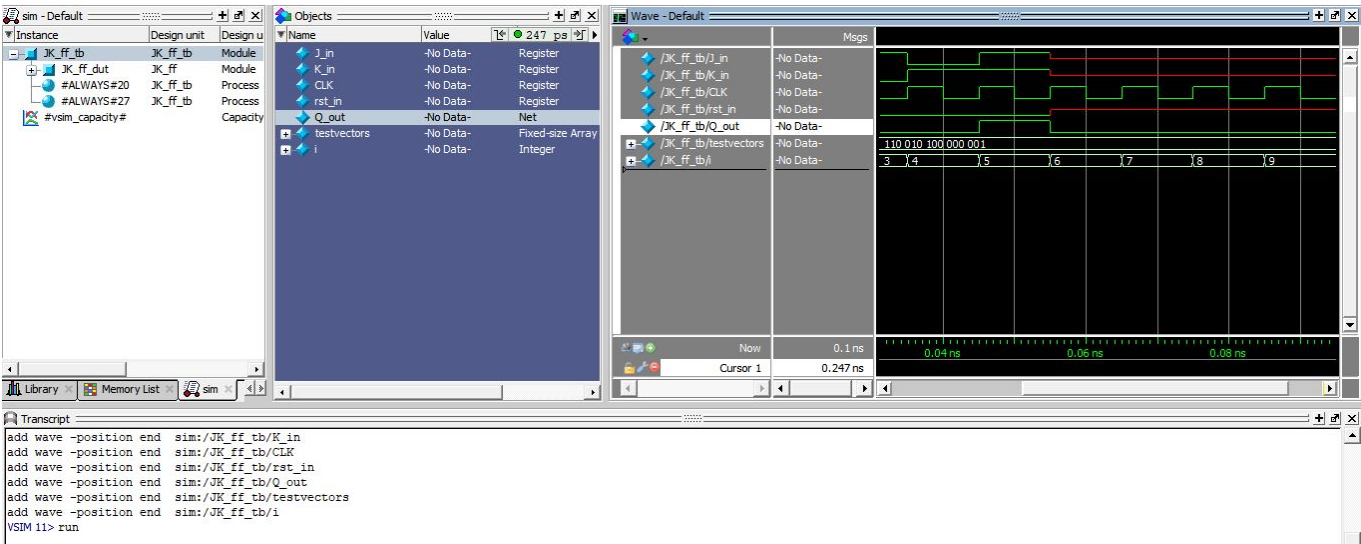 sim - Default
Instance Design unit Design u
JK_ff_tb JK_ff_tb Module
JK_ff_dut JK_ff Module
#ALWAYS#20 JK_ff_tb Process
#ALWAYS#27 JK_ff_tb Process
#vsim_capacity# Capacity
Library Memory List sim
Objects
Name Value 247 ps
J_in -No Data- Register
K_in -No Data- Register
CLK -No Data- Register
rst_in -No Data- Register
Q_out -No Data- Net
testvectors -No Data- Fixed-size Array
i -No Data- Integer
Wave - Default
Msgs
/JK_ff_tb/J_in -No Data-
/JK_ff_tb/K_in -No Data-
/JK_ff_tb/CLK -No Data-
/JK_ff_tb/rst_in -No Data-
/JK_ff_tb/Q_out -No Data-
/JK_ff_tb/testvectors -No Data- 110 010 100 000 001
/JK_ff_tb/i -No Data- 3 4 5 6 7 8 9
Now 0.1 ns 0.04 ns 0.06 ns 0.08 ns
Cursor 1 0.247 ns
Transcript
add wave -position end sim:/JK_ff_tb/K_in
add wave -position end sim:/JK_ff_tb/CLK
add wave -position end sim:/JK_ff_tb/rst_in
add wave -position end sim:/JK_ff_tb/Q_out
add wave -position end sim:/JK_ff_tb/testvectors
add wave -position end sim:/JK_ff_tb/i
VSIM 11> run